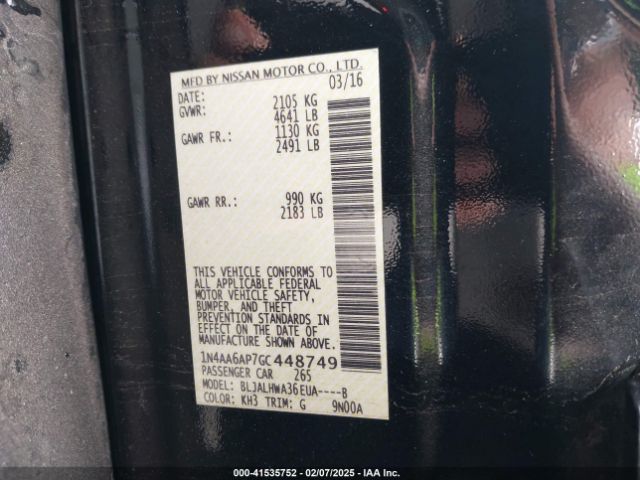 MFD BY NISSAN MOTOR CO., LTD.
DATE: 03/16
GVWR: 2105 KG
4641 LB
GAWR FR.: 1130 KG
2491 LB
GAWR RR.: 990 KG
2183 LB
THIS VEHICLE CONFORMS TO
ALL APPLICABLE FEDERAL
MOTOR VEHICLE SAFETY,
BUMPER, AND THEFT
PREVENTION STANDARDS
IN EFFECT ON THE DATE OF
MANUFACTURE SHOWN ABOVE.
1N4AA6AP7GC448749
PASSENGER CAR 265
MODEL: BLJALHWA36EUA----B
COLOR: KH3 TRIM: G 9N00A
000-41535752 - 02/07/2025 - IAA Inc.